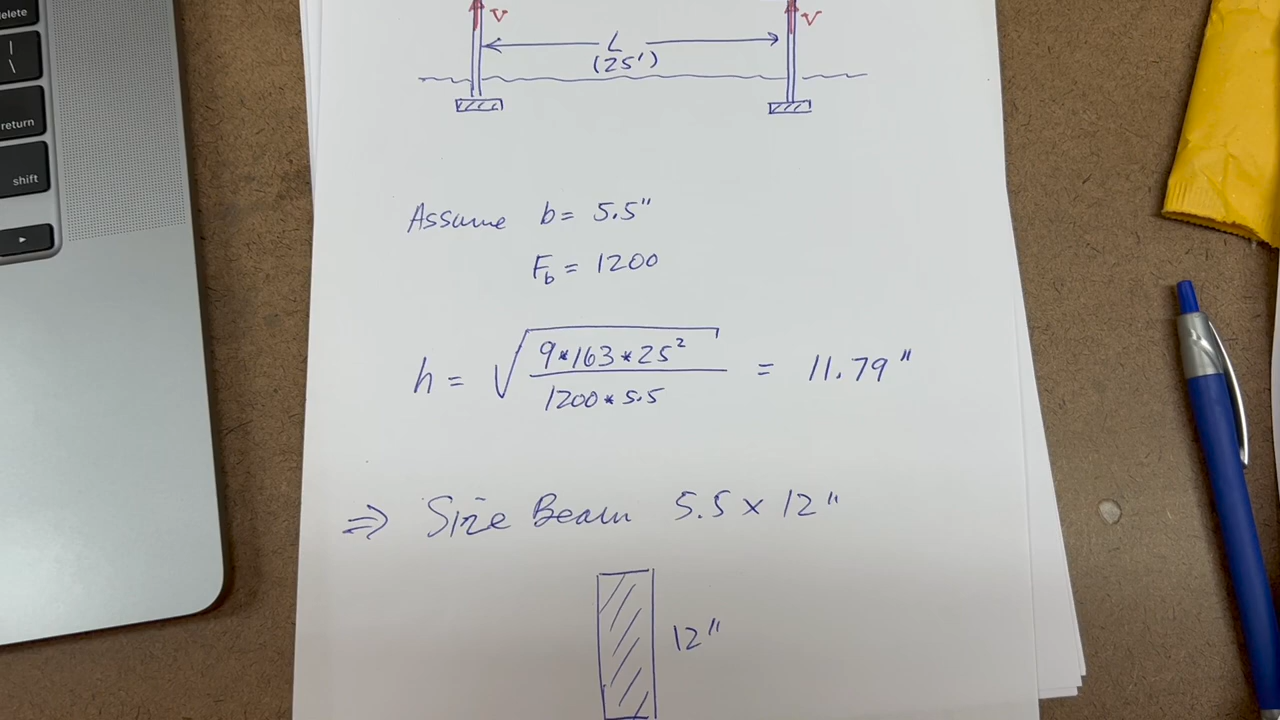 delete
|
\
return
shift
V
V
L
(25')
Assume b = 5.5"
F_b = 1200
h = √(9*163*25² / 1200*5.5) = 11.79"
⇒ Size Beam 5.5 x 12"
12"